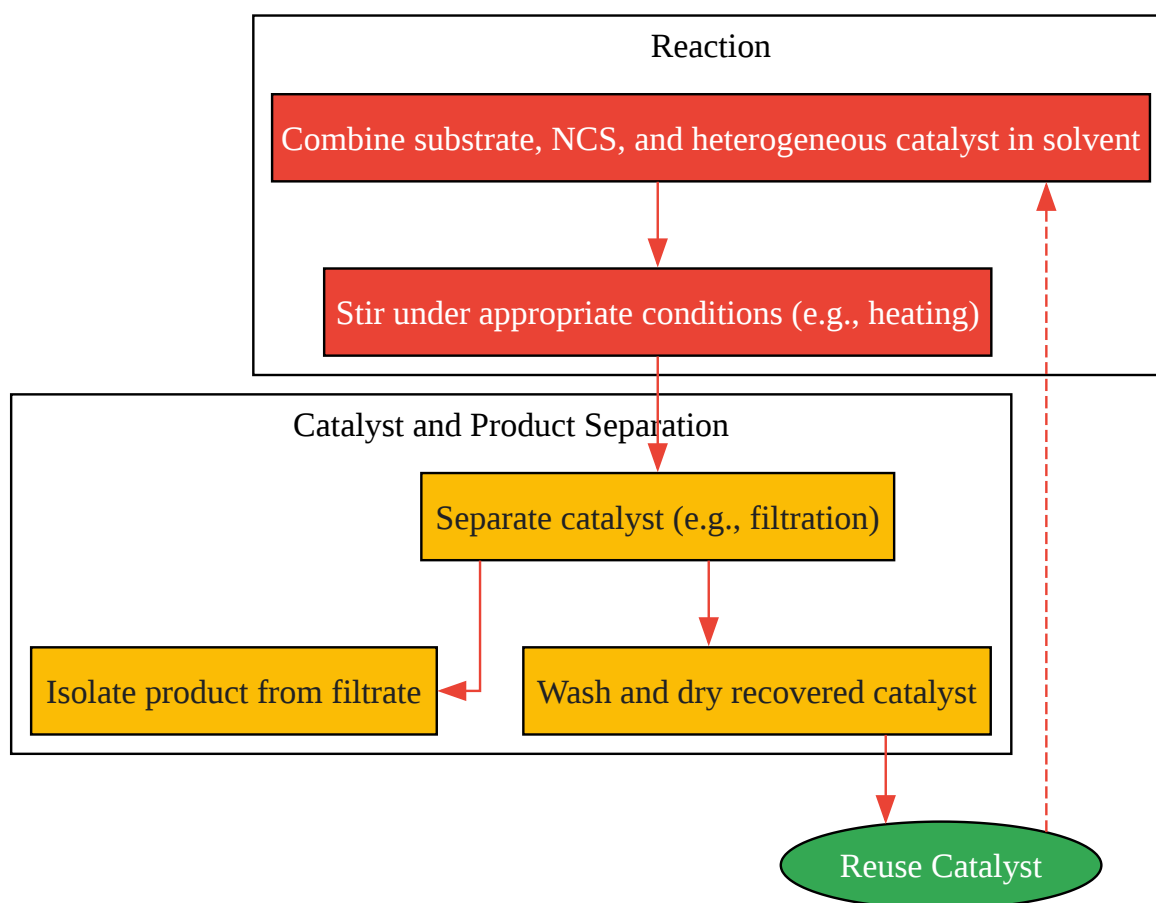 Reaction
Combine substrate, NCS, and heterogeneous catalyst in solvent
Stir under appropriate conditions (e.g., heating)
Catalyst and Product Separation
Separate catalyst (e.g., filtration)
Isolate product from filtrate
Wash and dry recovered catalyst
Reuse Catalyst